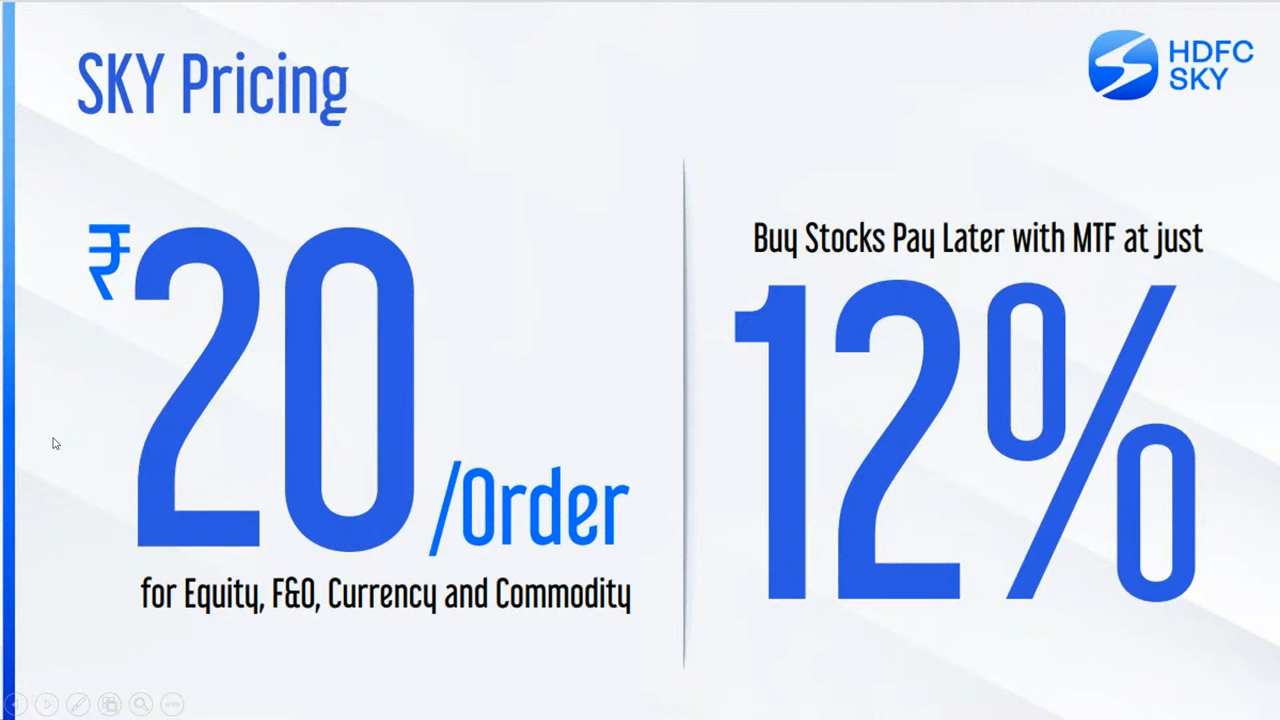 SKY Pricing
HDFC
SKY
₹20/Order
for Equity, F&O, Currency and Commodity
Buy Stocks Pay Later with MTF at just
12%